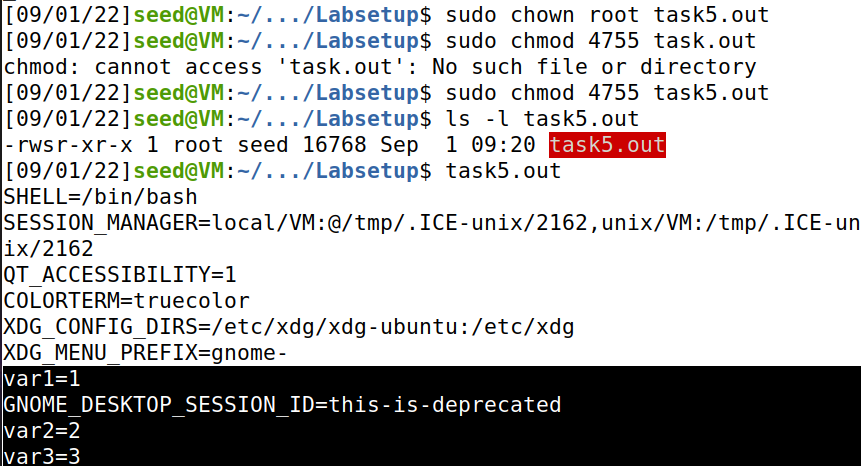 [09/01/22]seed@VM:~/.../Labsetup$ sudo chown root task5.out
[09/01/22]seed@VM:~/.../Labsetup$ sudo chmod 4755 task.out
chmod: cannot access 'task.out': No such file or directory
[09/01/22]seed@VM:~/.../Labsetup$ sudo chmod 4755 task5.out
[09/01/22]seed@VM:~/.../Labsetup$ ls -l task5.out
-rwsr-xr-x 1 root seed 16768 Sep  1 09:20 task5.out
[09/01/22]seed@VM:~/.../Labsetup$ task5.out
SHELL=/bin/bash
SESSION_MANAGER=local/VM:@/tmp/.ICE-unix/2162,unix/VM:/tmp/.ICE-un
ix/2162
QT_ACCESSIBILITY=1
COLORTERM=truecolor
XDG_CONFIG_DIRS=/etc/xdg/xdg-ubuntu:/etc/xdg
XDG_MENU_PREFIX=gnome-
var1=1
GNOME_DESKTOP_SESSION_ID=this-is-deprecated
var2=2
var3=3